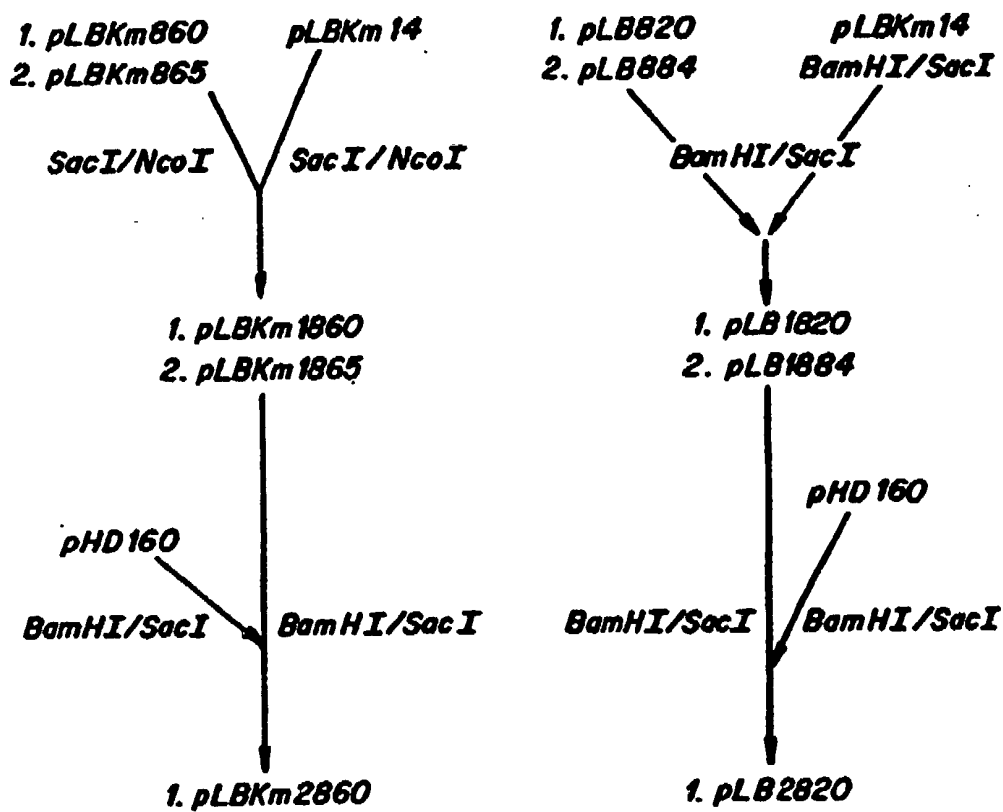 1. pLBKm860
2. pLBKm865
pLBKm14
SacI/NcoI
SacI/NcoI
1. pLBKm1860
2. pLBKm1865
pHD160
BamHI/SacI
BamHI/SacI
1. pLBKm2860
1. pLB820
2. pLB884
pLBKm14
BamHI/SacI
BamHI/SacI
1. pLB1820
2. pLB1884
pHD160
BamHI/SacI
BamHI/SacI
1. pLB2820